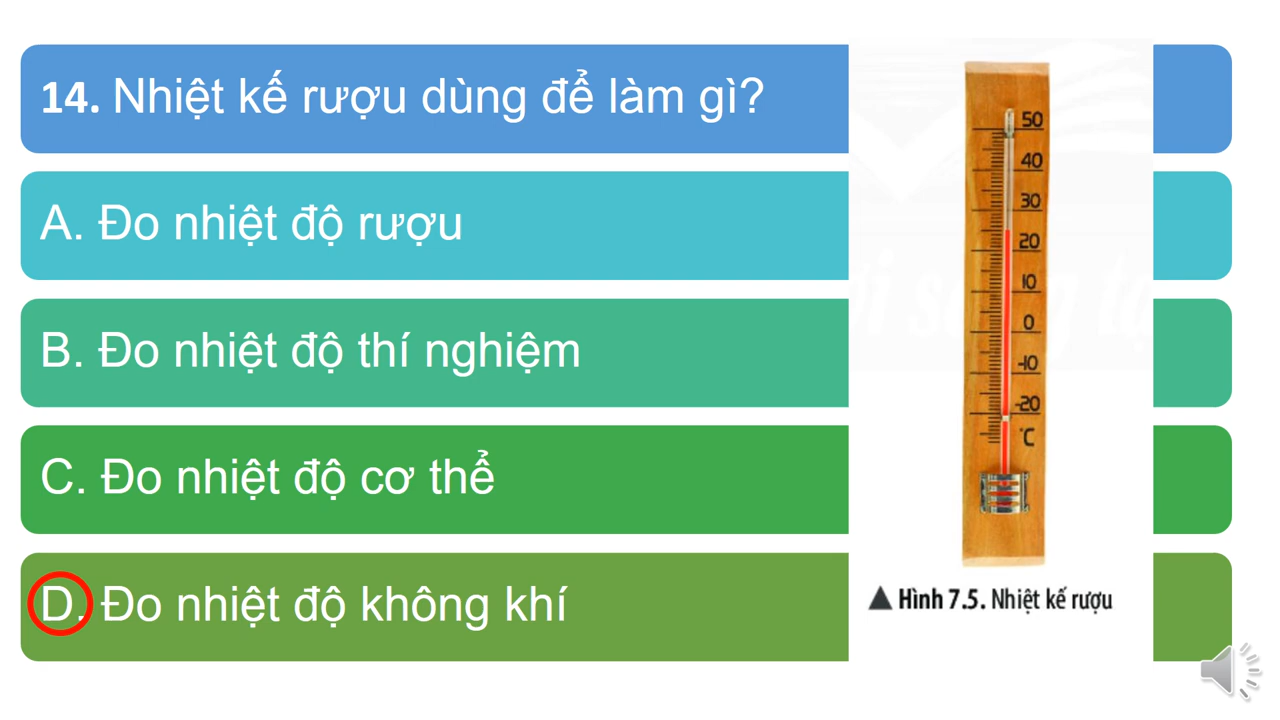 14. Nhiệt kế rượu dùng để làm gì?
A. Đo nhiệt độ rượu
B. Đo nhiệt độ thí nghiệm
C. Đo nhiệt độ cơ thể
D. Đo nhiệt độ không khí
50
40
30
20
10
0
-10
-20
°C
▲ Hình 7.5. Nhiệt kế rượu